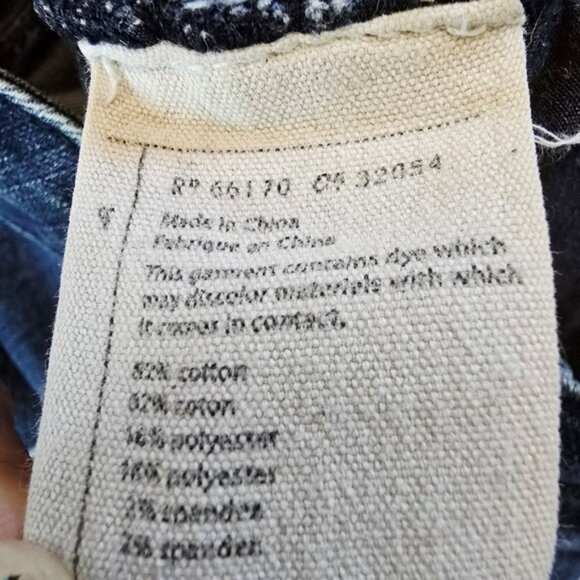 RN 66170 CA 32054
Made in China
Fabrique en Chine
This garment contains dye which
may discolor materials with which
it comes in contact.
82% cotton
82% coton
16% polyester
16% polyester
2% spandex
2% spandex